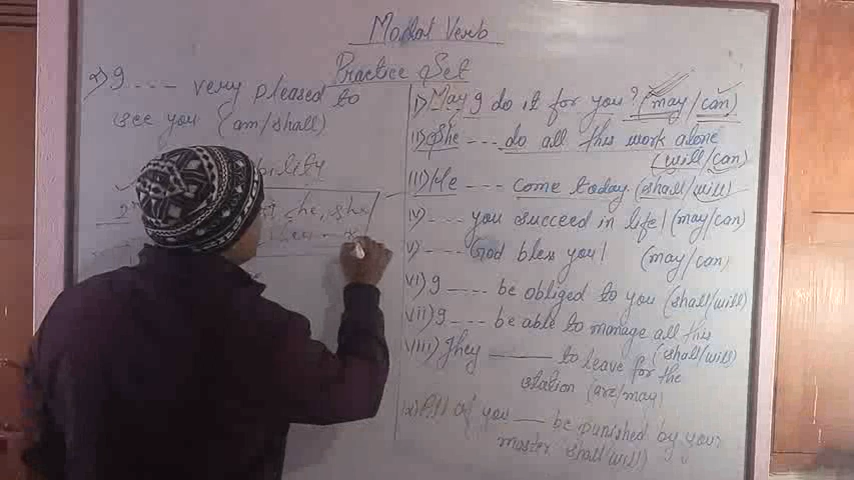 Modal Verb
Practice Set
x) I ---- very pleased to
see you (am/shall)
he, she
i) May I do it for you? (may/can)
ii) She --- do all this work alone
(will/can)
iii) He ---- come today (shall/will)
iv) ---- you succeed in life! (may/can)
v) ---- God bless you! (may/can)
vi) I ---- be obliged to you (shall/will)
vii) I ---- be able to manage all this
(shall/will)
viii) They ---- to leave for the
station (are/may)
ix) All of you --- be punished by your
master shall/will)